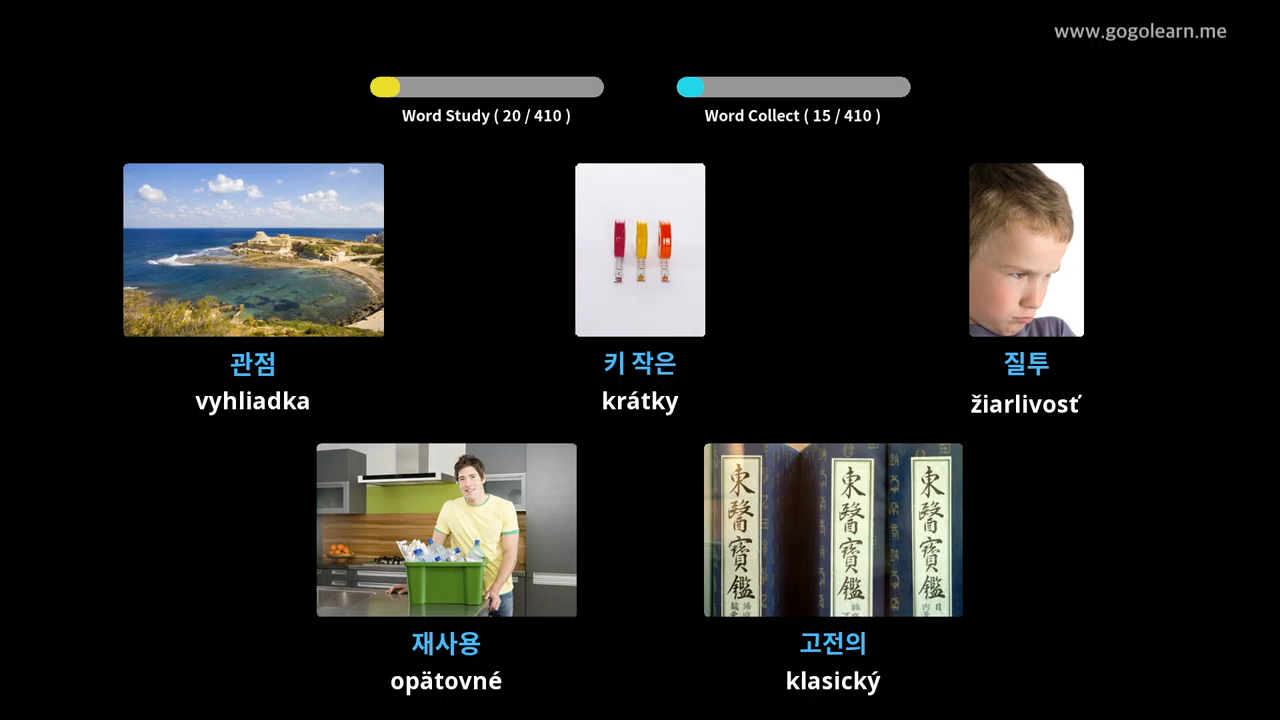 www.gogolearn.me
Word Study ( 20 / 410 )
Word Collect ( 15 / 410 )
관점
vyhliadka
키 작은
krátky
질투
žiarlivosť
東醫寶鑑
東醫寶鑑
東醫寶鑑
재사용
opätovné
고전의
klasický